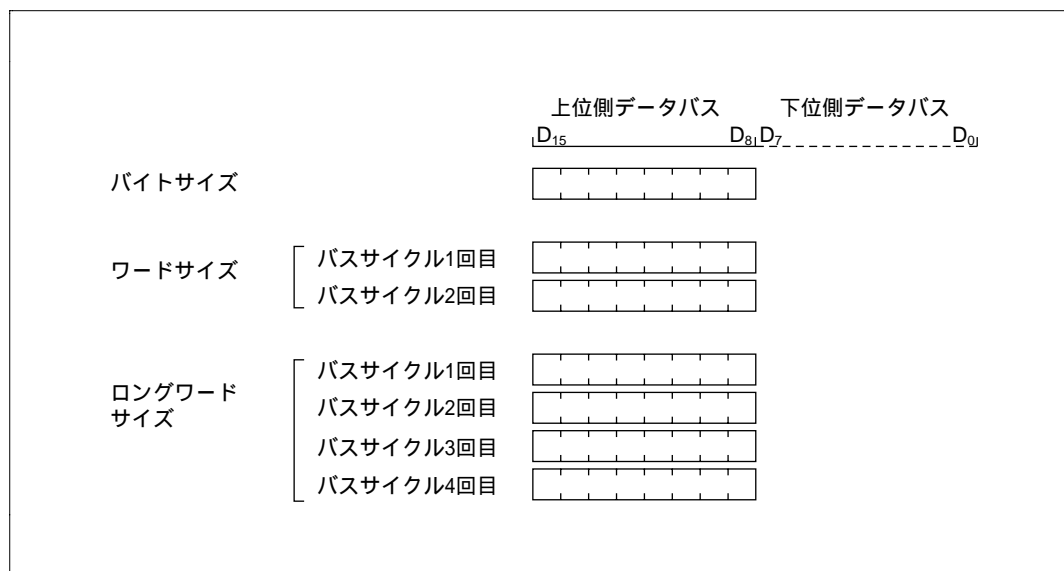 上位側データバス 下位側データバス
D15 D8 D7 D0
バイトサイズ
ワードサイズ
バスサイクル1回目
バスサイクル2回目
ロングワード
サイズ
バスサイクル1回目
バスサイクル2回目
バスサイクル3回目
バスサイクル4回目